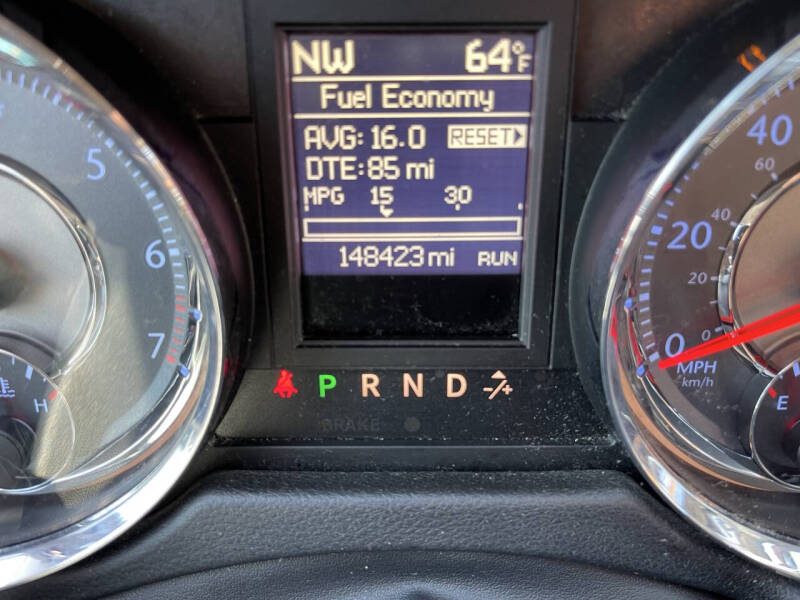 NW 64°F
Fuel Economy
AVG: 16.0 RESET
DTE: 85 mi
MPG 15 30
148423 mi RUN
P R N D -/+
BRAKE
5
6
7
H
40
60
20
40
20
0
0
MPH
km/h
E